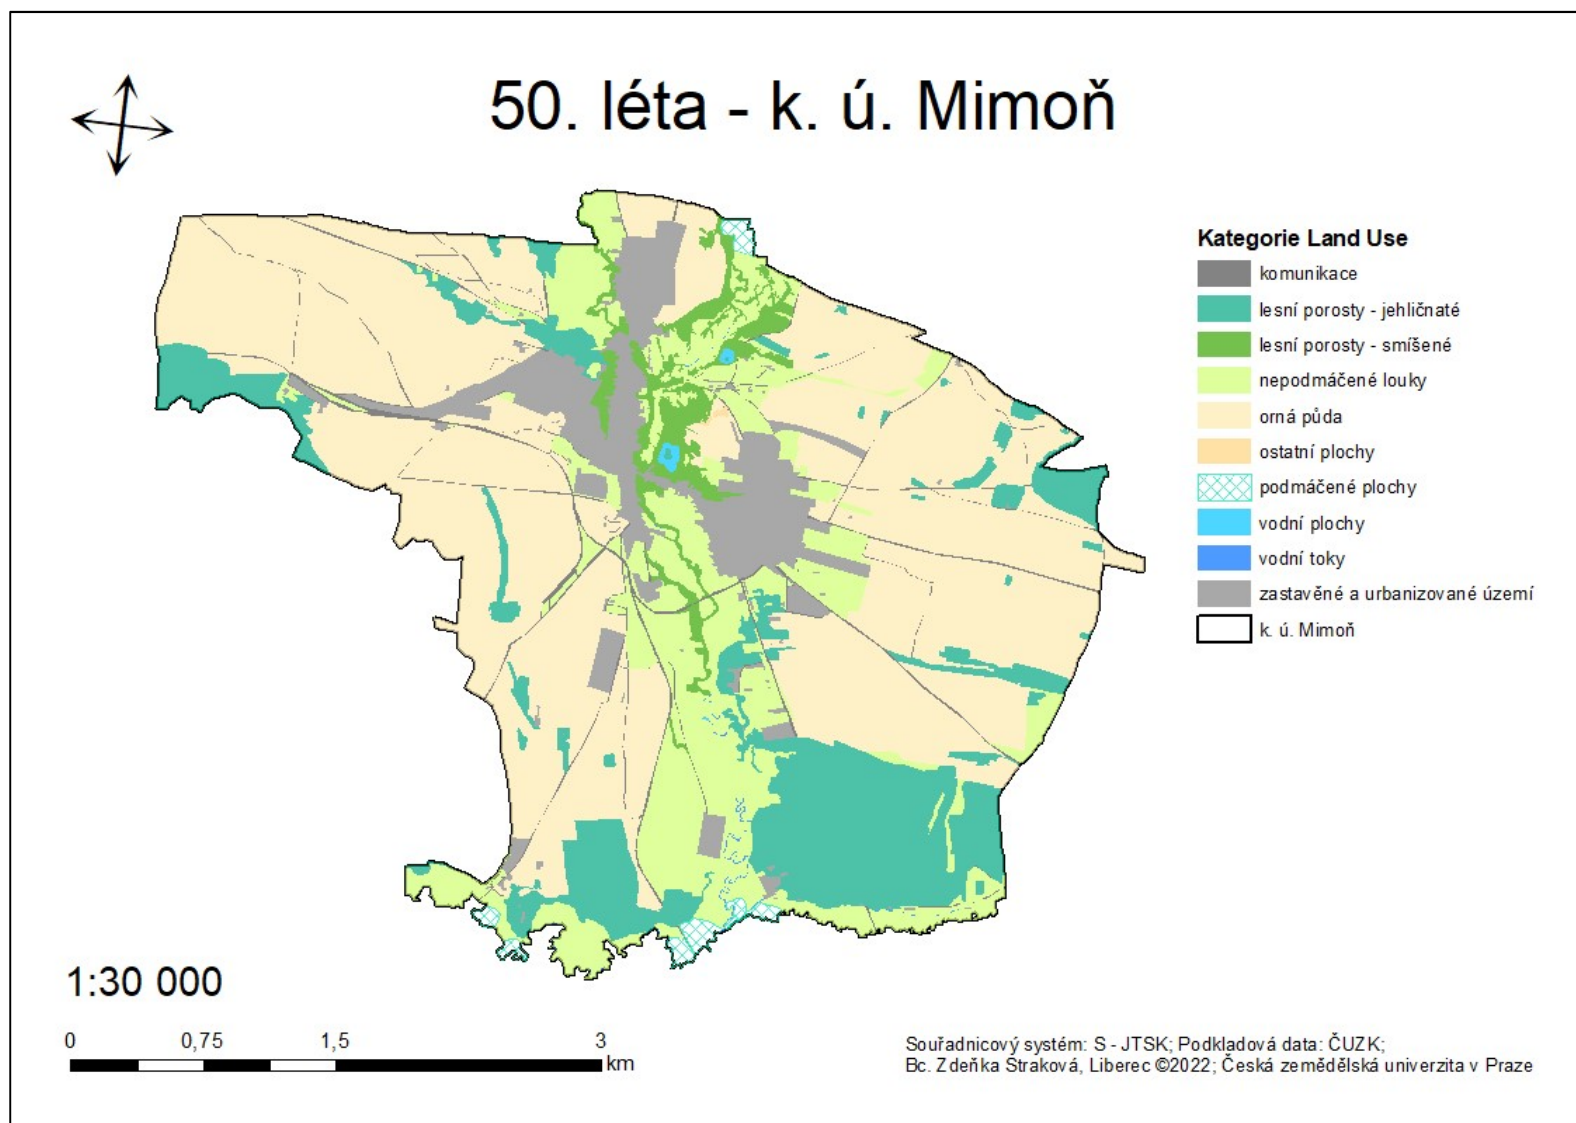 50. léta - k. ú. Mimoň
Kategorie Land Use
komunikace
lesní porosty - jehličnaté
lesní porosty - smíšené
nepodmáčené louky
orná půda
ostatní plochy
podmáčené plochy
vodní plochy
vodní toky
zastavěné a urbanizované území
k. ú. Mimoň
1:30 000
0 0,75 1,5 3
km
Souřadnicový systém: S - JTSK; Podkladová data: ČUZK;
Bc. Zdeňka Straková, Liberec ©2022; Česká zemědělská univerzita v Praze